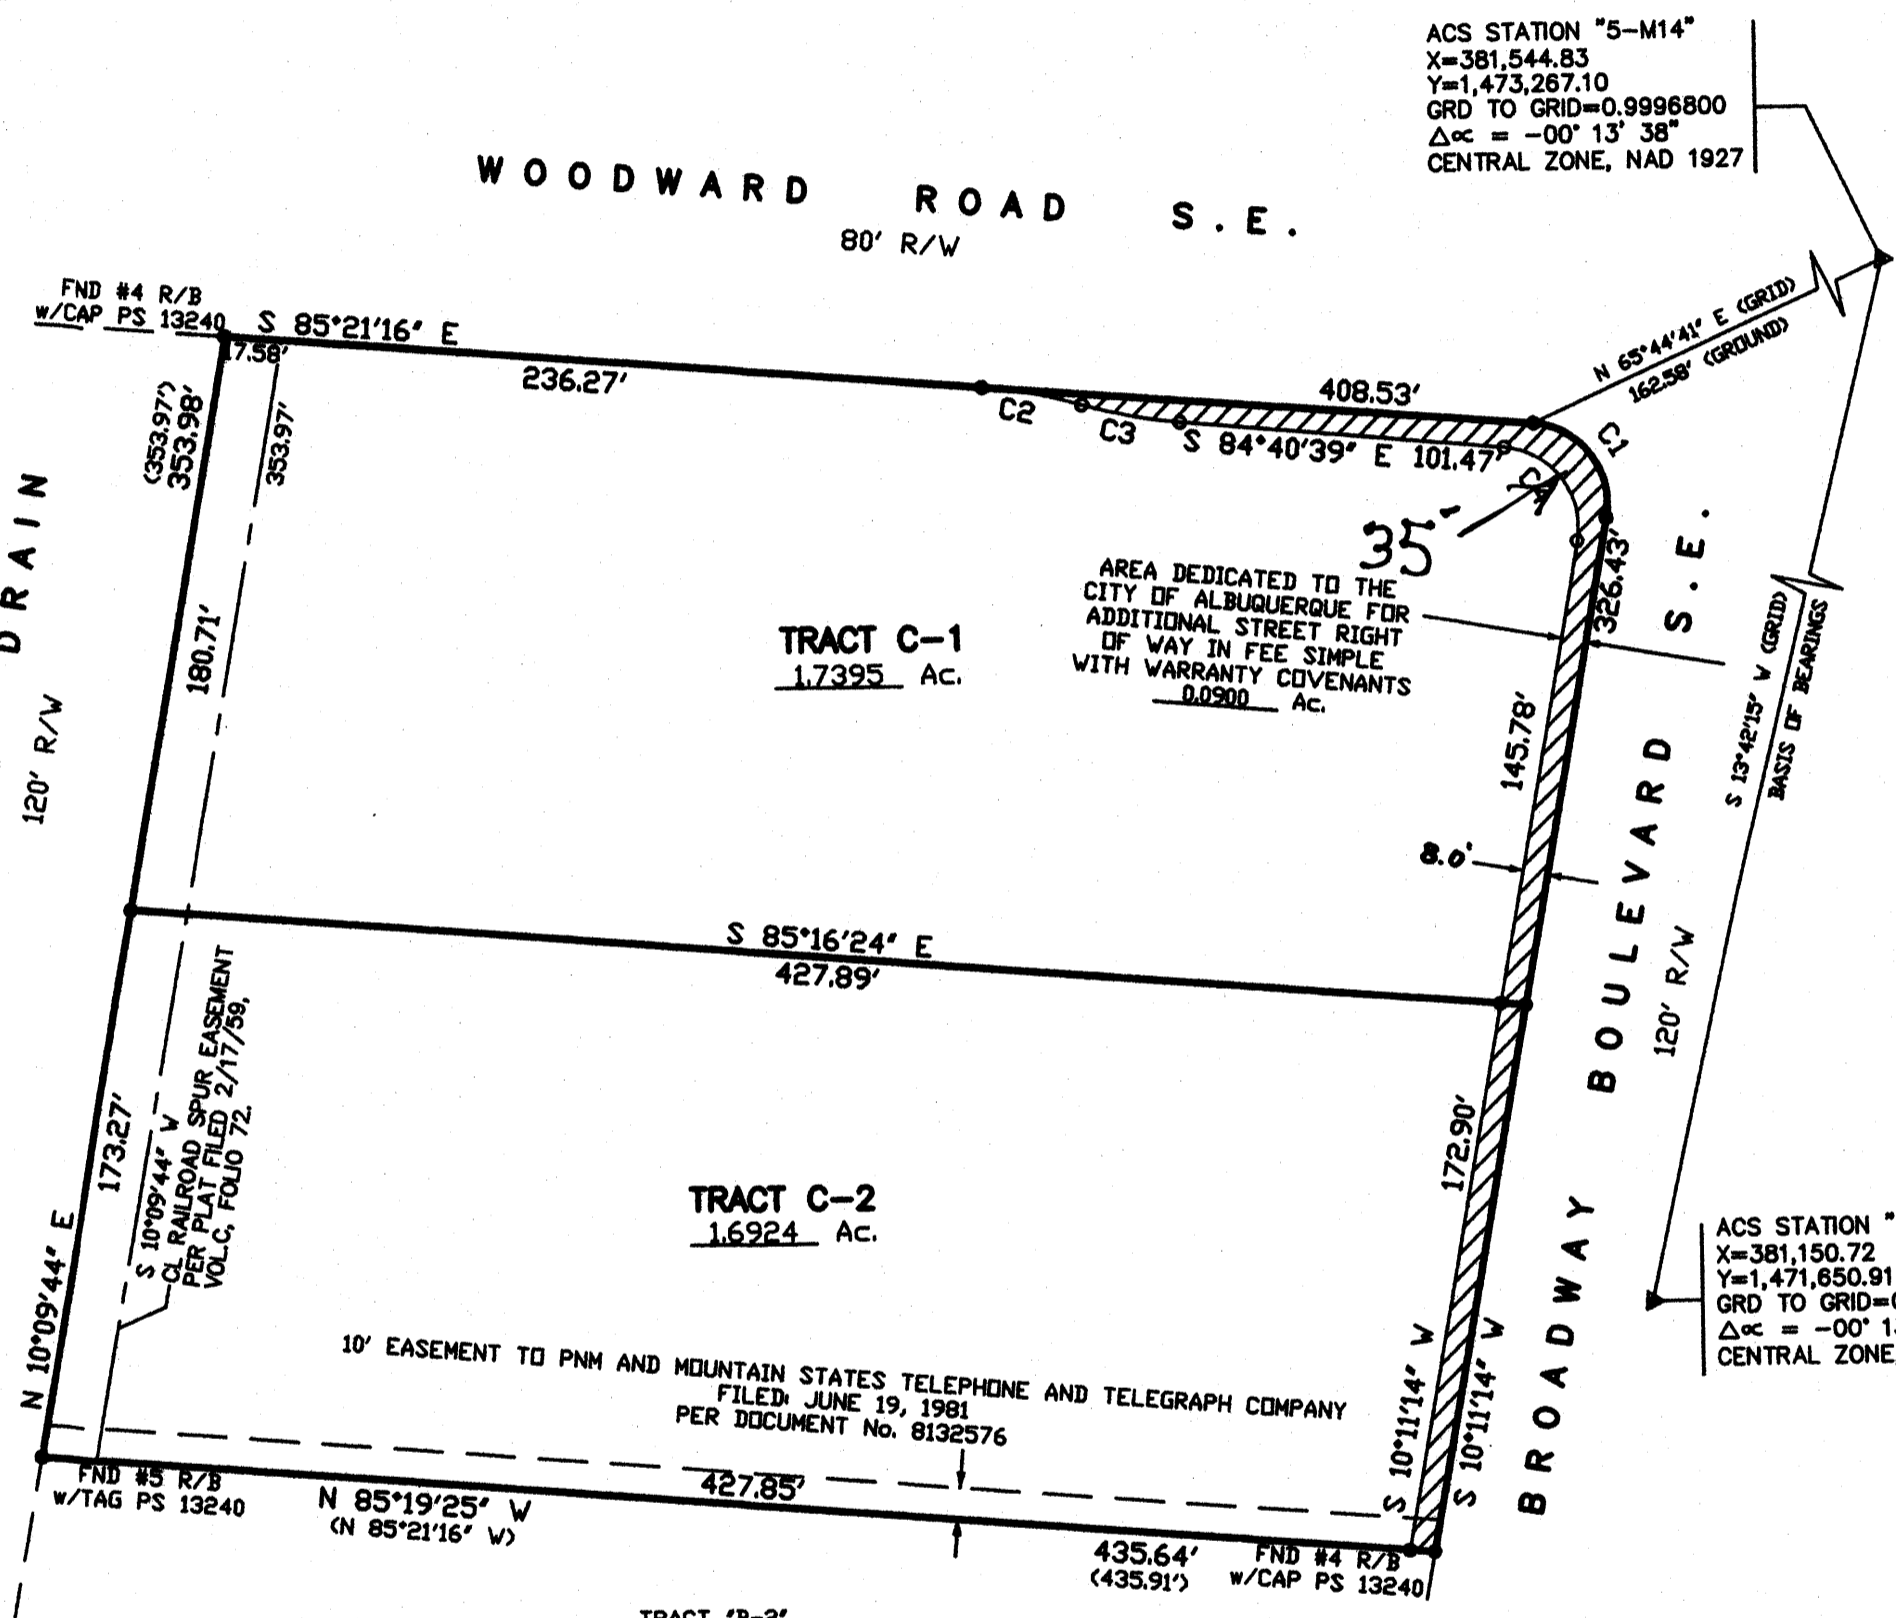 ACS STATION "5-M14"
X=381,544.83
Y=1,473,267.10
GRD TO GRID=0.9996800
Δ∝ = -00° 13' 38"
CENTRAL ZONE, NAD 1927
WOODWARD ROAD S.E.
80' R/W
FND #4 R/B
w/CAP PS 13240
S 85°21'16" E
17.58'
236.27'
408.53'
N 65°44'41" E (GRID)
162.58' (GROUND)
C1
C2
C3
S 84°40'39" E 101.47'
35'
(353.97')
353.98'
353.97'
DRAIN
120' R/W
180.71'
TRACT C-1
1.7395 Ac.
AREA DEDICATED TO THE
CITY OF ALBUQUERQUE FOR
ADDITIONAL STREET RIGHT
OF WAY IN FEE SIMPLE
WITH WARRANTY COVENANTS
0.0900 Ac.
326.43'
145.78'
8.0'
S 13°42'15" W (GRID)
BASIS OF BEARINGS
BROADWAY BOULEVARD S.E.
120' R/W
S 85°16'24" E
427.89'
173.27'
N 10°09'44" E
S 10°09'44" W
CL RAILROAD SPUR EASEMENT
PER PLAT FILED 2/17/59,
VOL.C, FOLIO 72.
172.90'
TRACT C-2
1.6924 Ac.
S 10°11'14" W
S 10°11'14" W
ACS STATION "
X=381,150.72
Y=1,471,650.91
GRD TO GRID=
Δ∝ = -00° 1
CENTRAL ZONE
10' EASEMENT TO PNM AND MOUNTAIN STATES TELEPHONE AND TELEGRAPH COMPANY
FILED: JUNE 19, 1981
PER DOCUMENT No. 8132576
FND #5 R/B
w/TAG PS 13240
N 85°19'25" W
(N 85°21'16" W)
427.85'
435.64'
(435.91')
FND #4 R/B
w/CAP PS 13240
TRACT "B-2"